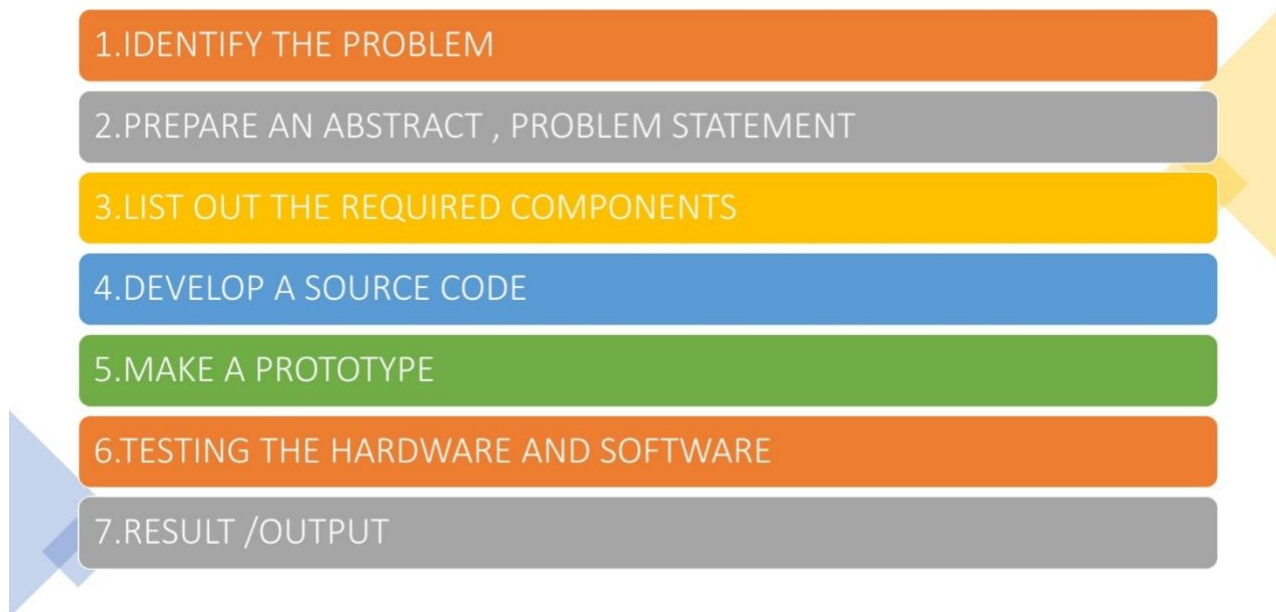 1.IDENTIFY THE PROBLEM
2.PREPARE AN ABSTRACT , PROBLEM STATEMENT
3.LIST OUT THE REQUIRED COMPONENTS
4.DEVELOP A SOURCE CODE
5.MAKE A PROTOTYPE
6.TESTING THE HARDWARE AND SOFTWARE
7.RESULT /OUTPUT